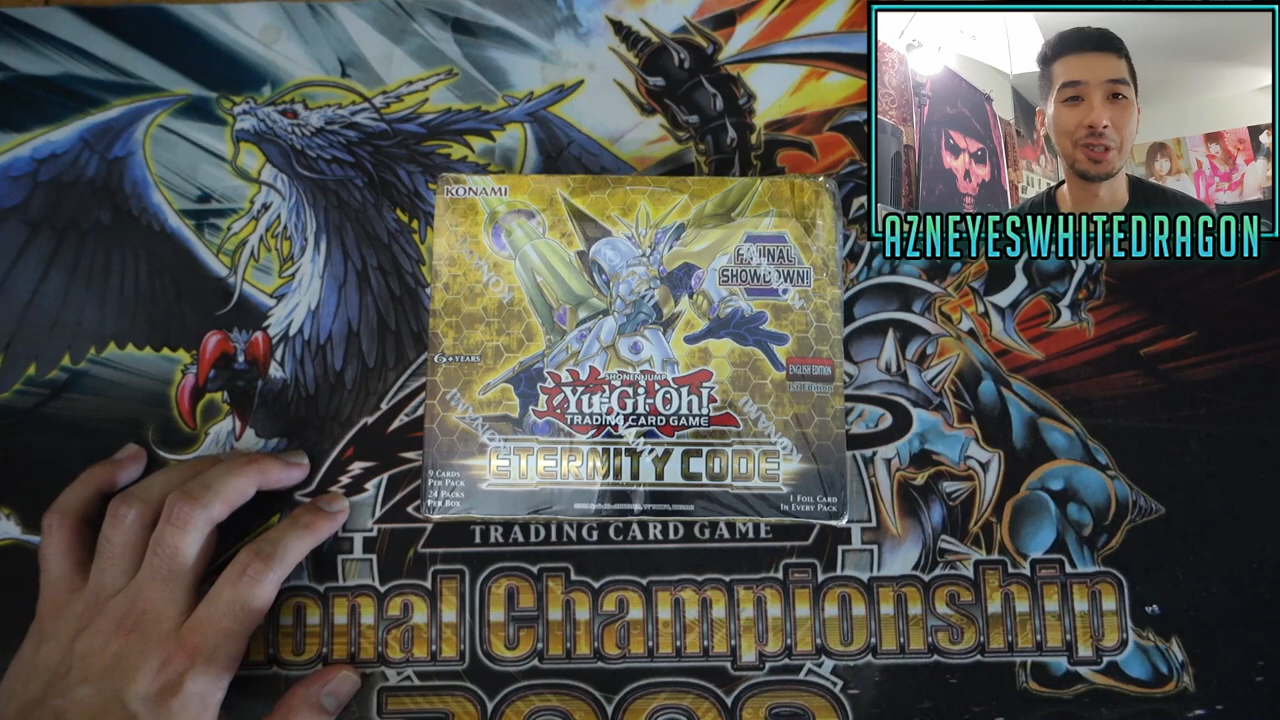 AZNEYESWHITEDRAGON
KONAMI
FAINAL
SHOWDOWN!
6+YEARS
ENGLISH EDITION
1st Edition
SHONEN JUMP
Yu-Gi-Oh!
TRADING CARD GAME
ETERNITY CODE
9 CARDS
PER PACK
24 PACKS
PER BOX
1 FOIL CARD
IN EVERY PACK
TRADING CARD GAME
ional Championship